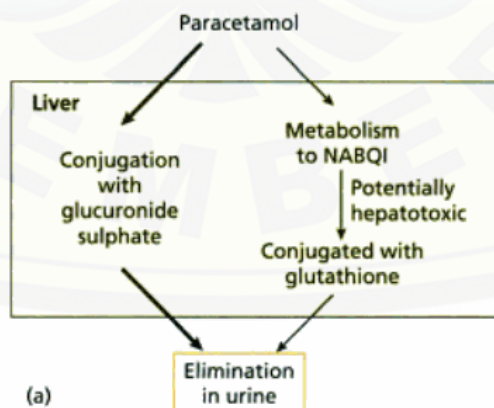 Paracetamol
Liver
Conjugation
with
glucuronide
sulphate
Metabolism
to NABQI
Potentially
hepatotoxic
Conjugated with
glutathione
Elimination
in urine
(a)